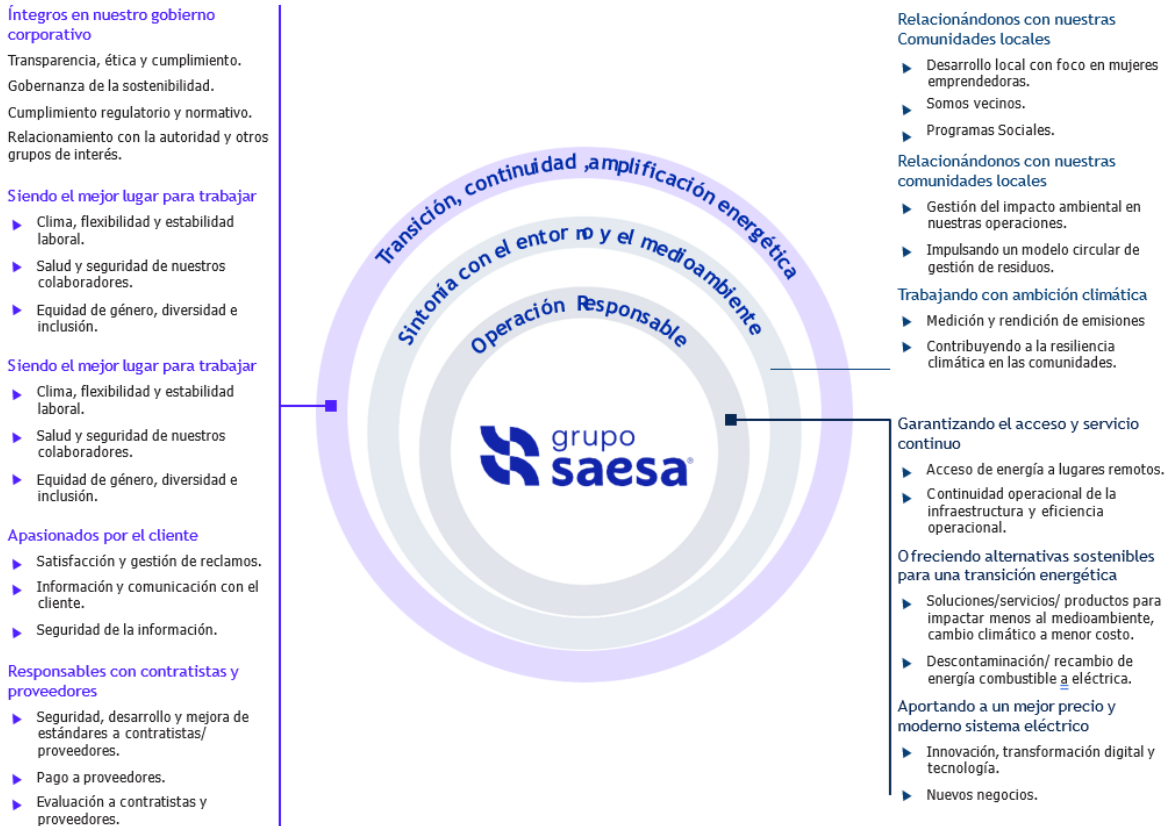 Íntegros en nuestro gobierno
corporativo
Transparencia, ética y cumplimiento.
Gobernanza de la sostenibilidad.
Cumplimiento regulatorio y normativo.
Relacionamiento con la autoridad y otros
grupos de interés.
Siendo el mejor lugar para trabajar
Clima, flexibilidad y estabilidad
laboral.
Salud y seguridad de nuestros
colaboradores.
Equidad de género, diversidad e
inclusión.
Siendo el mejor lugar para trabajar
Clima, flexibilidad y estabilidad
laboral.
Salud y seguridad de nuestros
colaboradores.
Equidad de género, diversidad e
inclusión.
Apasionados por el cliente
Satisfacción y gestión de reclamos.
Información y comunicación con el
cliente.
Seguridad de la información.
Responsables con contratistas y
proveedores
Seguridad, desarrollo y mejora de
estándares a contratistas/
proveedores.
Pago a proveedores.
Evaluación a contratistas y
proveedores.
Transición, continuidad ,amplificación energética
Sintonía con el entorno y el medioambiente
Operación Responsable
grupo
saesa®
Relacionándonos con nuestras
Comunidades locales
Desarrollo local con foco en mujeres
emprendedoras.
Somos vecinos.
Programas Sociales.
Relacionándonos con nuestras
comunidades locales
Gestión del impacto ambiental en
nuestras operaciones.
Impulsando un modelo circular de
gestión de residuos.
Trabajando con ambición climática
Medición y rendición de emisiones
Contribuyendo a la resiliencia
climática en las comunidades.
Garantizando el acceso y servicio
continuo
Acceso de energía a lugares remotos.
Continuidad operacional de la
infraestructura y eficiencia
operacional.
Ofreciendo alternativas sostenibles
para una transición energética
Soluciones/servicios/ productos para
impactar menos al medioambiente,
cambio climático a menor costo.
Descontaminación/ recambio de
energía combustible a eléctrica.
Aportando a un mejor precio y
moderno sistema eléctrico
Innovación, transformación digital y
tecnología.
Nuevos negocios.